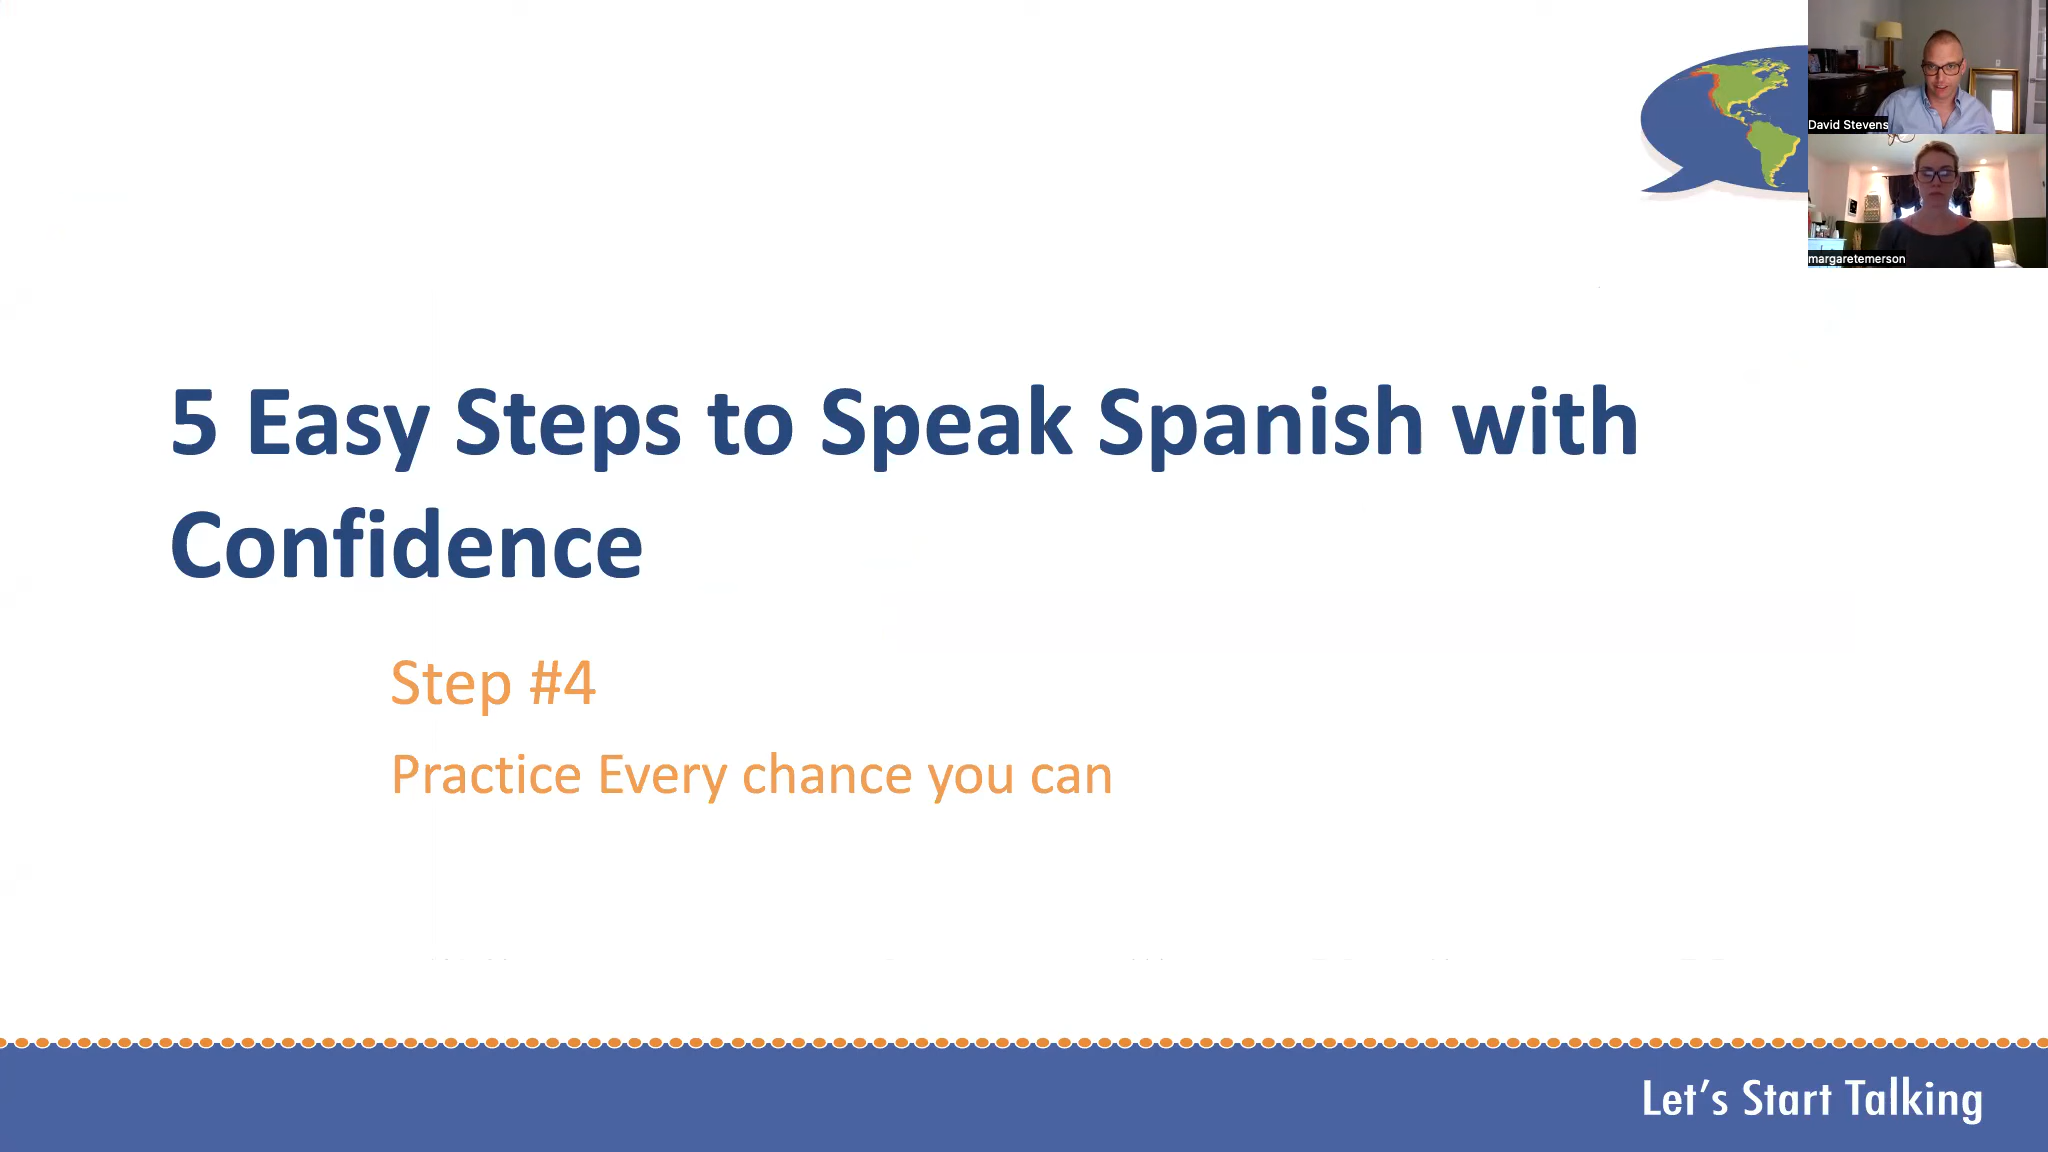 David Stevens
margaretemerson
5 Easy Steps to Speak Spanish with
Confidence
Step #4
Practice Every chance you can
Let's Start Talking